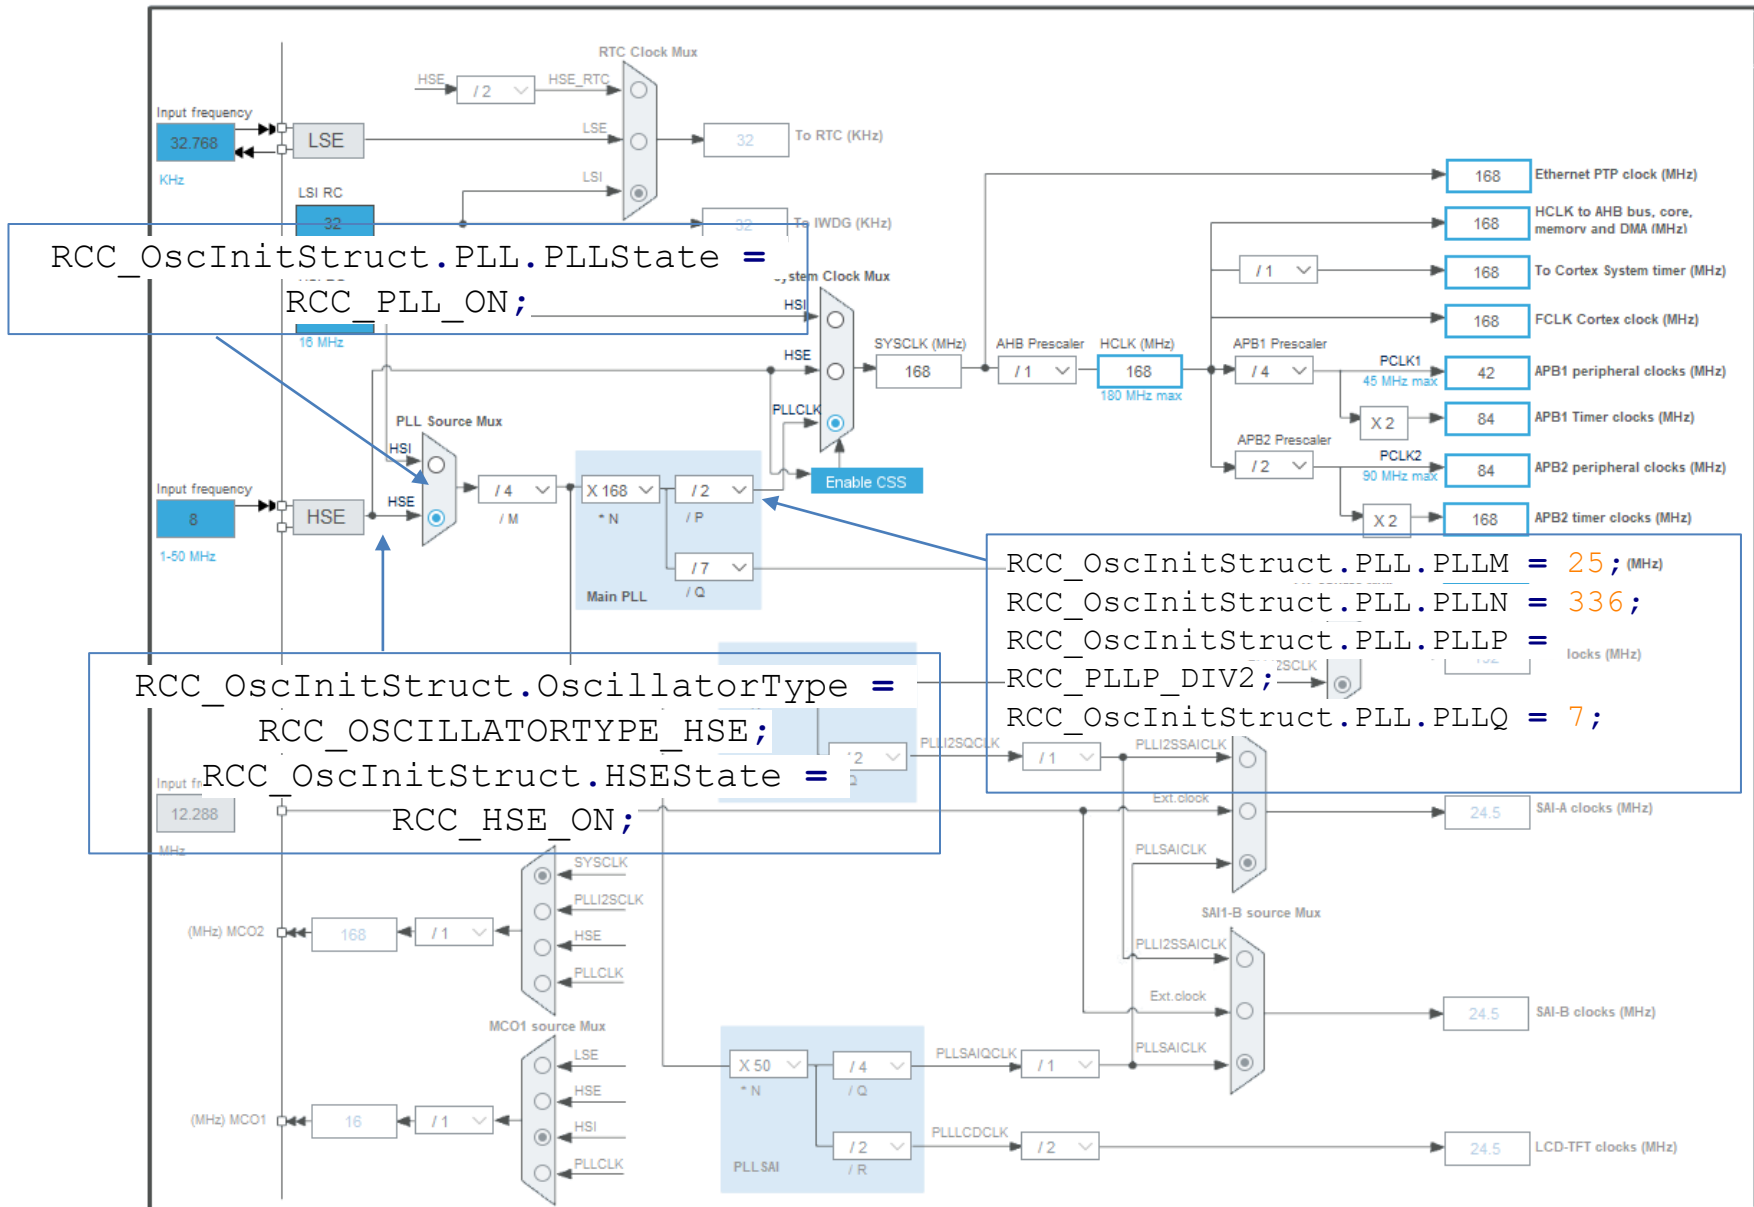 RTC Clock Mux
HSE
/ 2
HSE_RTC
Input frequency
32.768
KHz
LSE
LSE
32
To RTC (KHz)
LSI
LSI RC
32
32
To IWDG (KHz)
168
Ethernet PTP clock (MHz)
168
HCLK to AHB bus, core,
memory and DMA (MHz)
/ 1
168
To Cortex System timer (MHz)
168
FCLK Cortex clock (MHz)
RCC_OscInitStruct.PLL.PLLState =
RCC_PLL_ON;
16 MHz
System Clock Mux
HSI
HSE
PLLCLK
SYSCLK (MHz)
168
AHB Prescaler
/ 1
HCLK (MHz)
168
180 MHz max
APB1 Prescaler
/ 4
PCLK1
45 MHz max
42
APB1 peripheral clocks (MHz)
X 2
84
APB1 Timer clocks (MHz)
APB2 Prescaler
/ 2
PCLK2
90 MHz max
84
APB2 peripheral clocks (MHz)
X 2
168
APB2 timer clocks (MHz)
Enable CSS
PLL Source Mux
HSI
HSE
Input frequency
8
1-50 MHz
HSE
/ 4
/ M
X 168
* N
/ 2
/ P
/ 7
/ Q
Main PLL
RCC_OscInitStruct.PLL.PLLM = 25;
(MHz)
RCC_OscInitStruct.PLL.PLLN = 336;
RCC_OscInitStruct.PLL.PLLP =
RCC_PLLP_DIV2;
RCC_OscInitStruct.PLL.PLLQ = 7;
locks (MHz)
RCC_OscInitStruct.OscillatorType =
RCC_OSCILLATORTYPE_HSE;
RCC_OscInitStruct.HSEState =
RCC_HSE_ON;
PLLI2SQCLK
/ 1
PLLI2SSAICLK
Ext.clock
PLLSAICLK
24.5
SAI-A clocks (MHz)
12.288
MHz
SYSCLK
PLLI2SCLK
HSE
PLLCLK
(MHz) MCO2
168
/ 1
SAI1-B source Mux
PLLI2SSAICLK
Ext.clock
PLLSAICLK
24.5
SAI-B clocks (MHz)
MCO1 source Mux
LSE
HSE
HSI
PLLCLK
(MHz) MCO1
16
/ 1
X 50
* N
/ 4
/ Q
PLLSAIQCLK
/ 1
/ 2
/ R
PLLSAI
PLLLCDCLK
/ 2
24.5
LCD-TFT clocks (MHz)